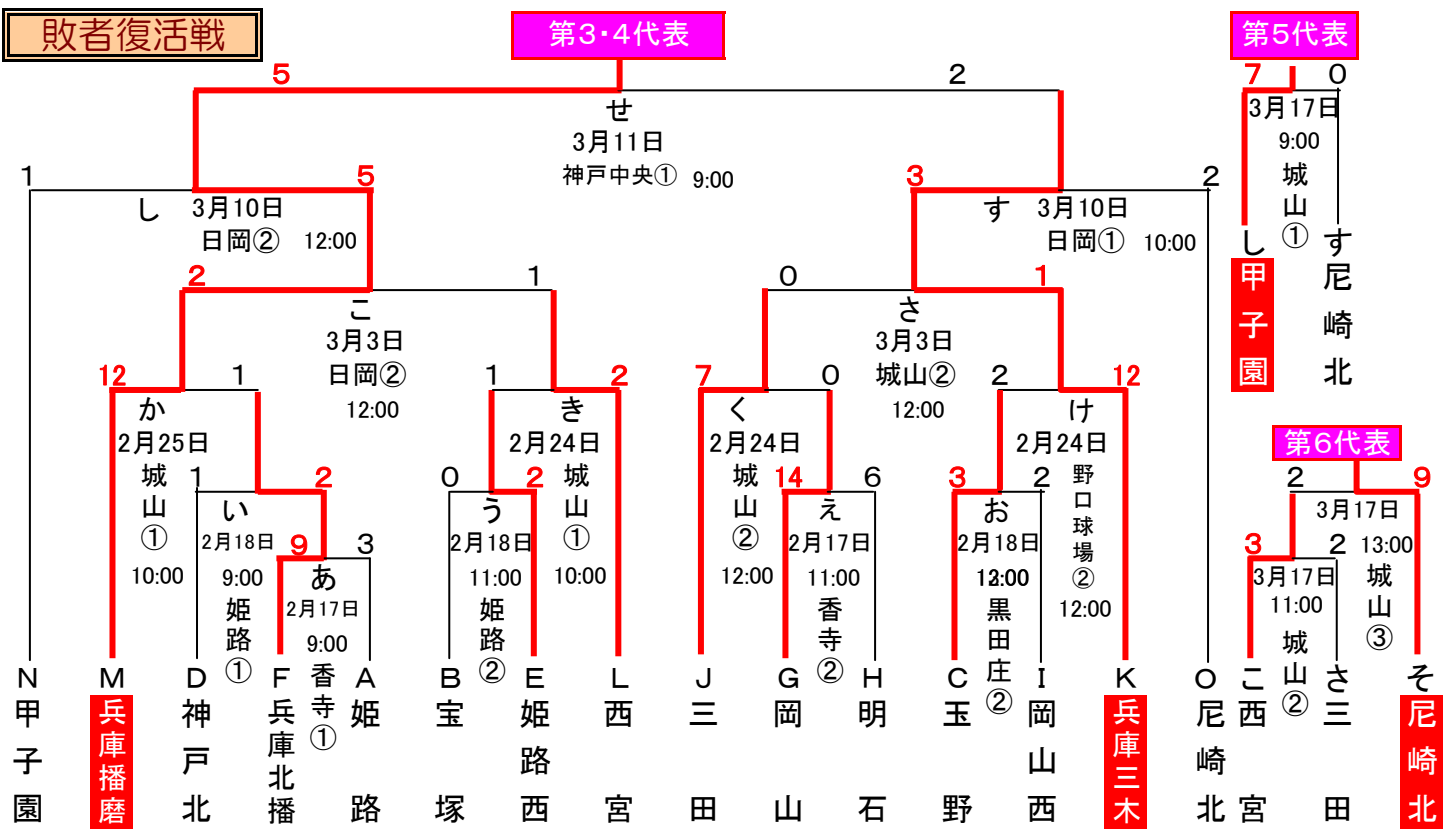 敗者復活戦
第3・4代表
第5代表
5
2
7
0
せ
3月11日
神戸中央① 9:00
3月17日
9:00
城山①
し甲子園
す尼崎北
1
5
3
2
し
3月10日
日岡② 12:00
す
3月10日
日岡① 10:00
2
1
0
1
こ
3月3日
日岡②
12:00
さ
3月3日
城山②
12:00
12
1
1
2
7
0
2
12
か
2月25日
城山①
10:00
き
2月24日
城山①
10:00
く
2月24日
城山②
12:00
け
2月24日
野口球場②
12:00
第6代表
1
2
0
2
14
6
3
2
2
9
い
2月18日
9:00
姫路①
う
2月18日
11:00
姫路②
え
2月17日
11:00
香寺②
お
2月18日
黒田庄②
3月17日
13:00
城山③
9
3
3
2
あ
2月17日
9:00
香寺①
3月17日
11:00
城山②
N甲子園
M兵庫播磨
D神戸北
F兵庫北播
A姫路
B宝塚
E姫路西
L西宮
J三田
G岡山
H明石
C玉野
I岡山西
K兵庫三木
O尼崎北
こ西宮
さ三田
そ尼崎北